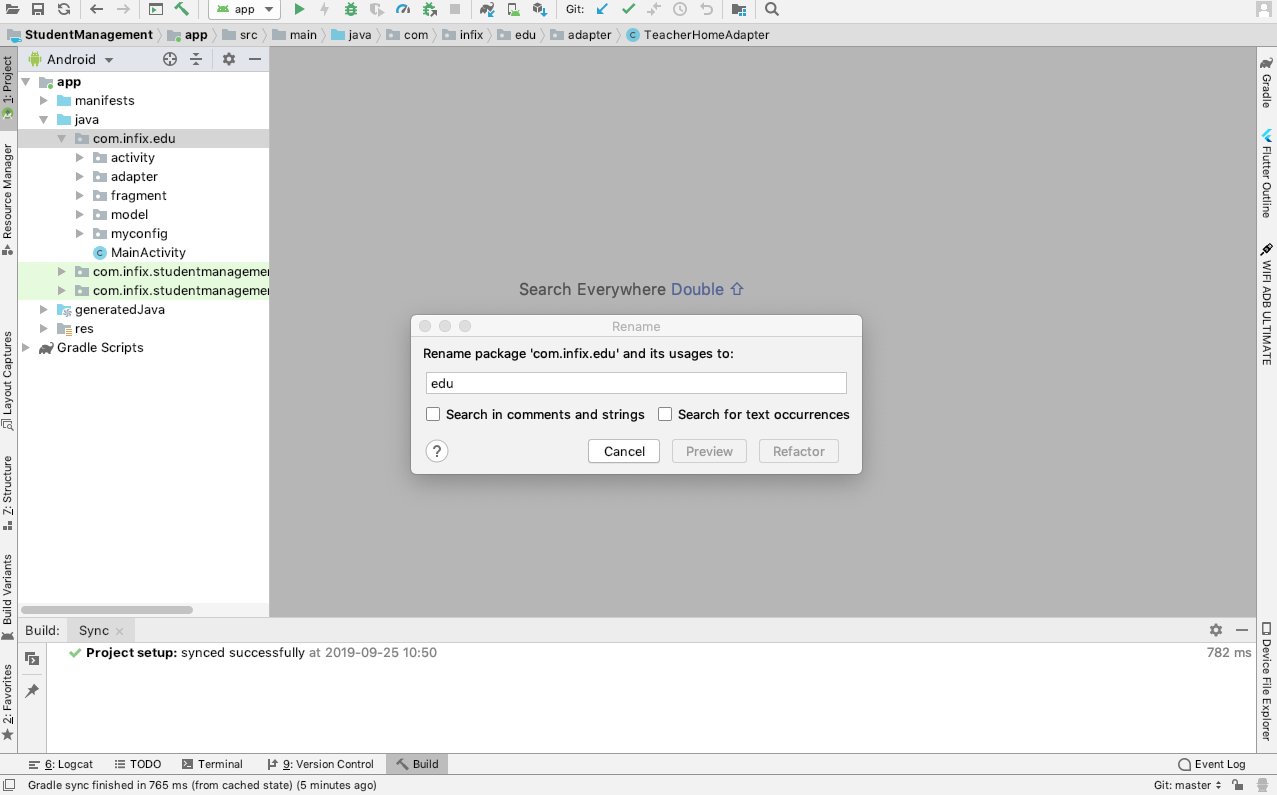 app
Git:
StudentManagement
app
src
main
java
com
infix
edu
adapter
TeacherHomeAdapter
1: Project
Resource Manager
Layout Captures
7: Structure
Build Variants
2: Favorites
Android
app
manifests
java
com.infix.edu
activity
adapter
fragment
model
myconfig
MainActivity
com.infix.studentmanageme
com.infix.studentmanageme
generatedJava
res
Gradle Scripts
Search Everywhere Double ⇧
Rename
Rename package 'com.infix.edu' and its usages to:
edu
Search in comments and strings
Search for text occurrences
?
Cancel
Preview
Refactor
Gradle
Flutter Outline
WIFI ADB ULTIMATE
Device File Explorer
Build:
Sync
Project setup: synced successfully at 2019-09-25 10:50
782 ms
6: Logcat
TODO
Terminal
9: Version Control
Build
Event Log
Gradle sync finished in 765 ms (from cached state) (5 minutes ago)
Git: master